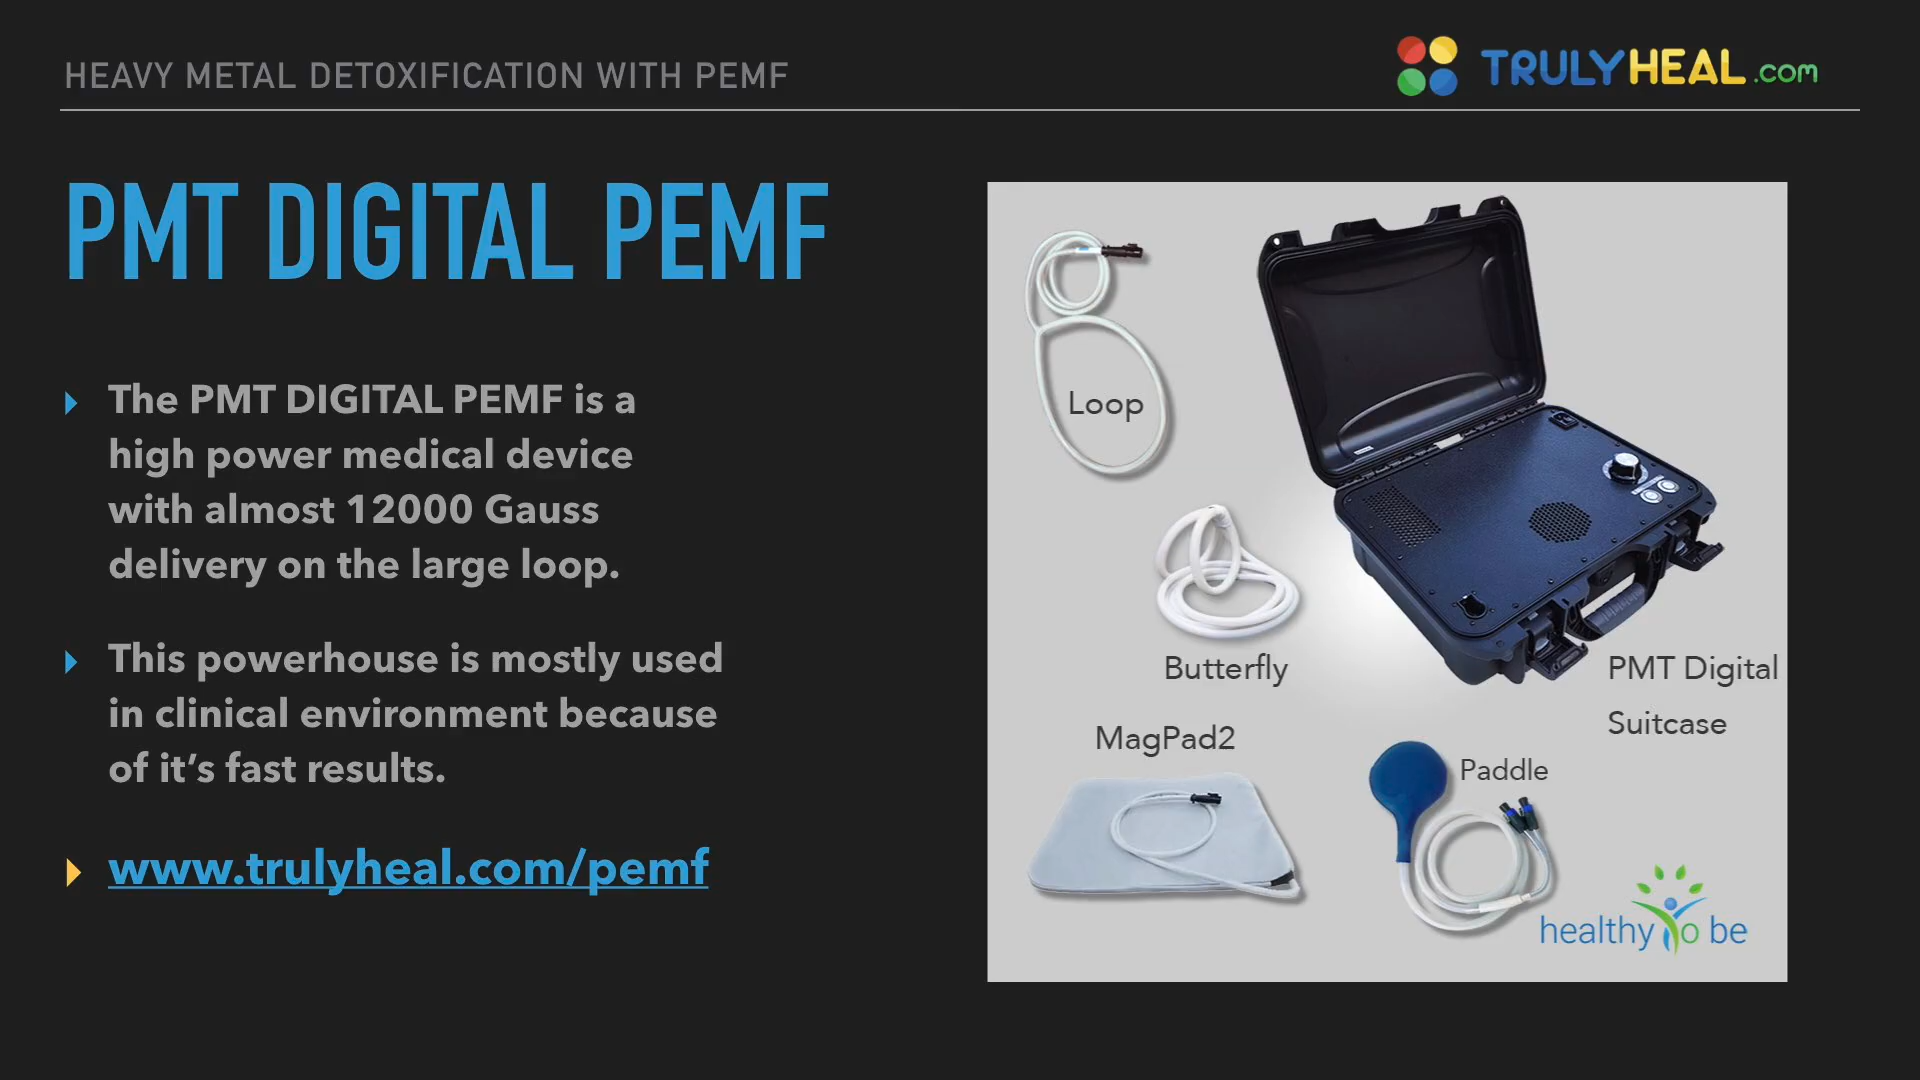 HEAVY METAL DETOXIFICATION WITH PEMF
TRULYHEAL.com
PMT DIGITAL PEMF
The PMT DIGITAL PEMF is a
high power medical device
with almost 12000 Gauss
delivery on the large loop.
This powerhouse is mostly used
in clinical environment because
of it’s fast results.
www.trulyheal.com/pemf
Loop
Butterfly
PMT Digital
Suitcase
MagPad2
Paddle
healthy to be